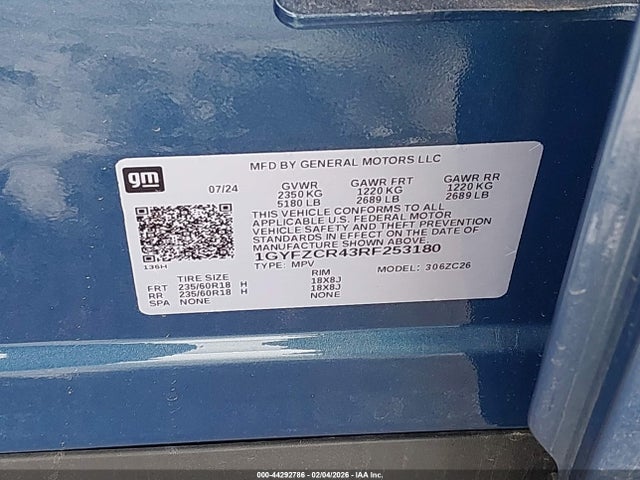 gm
MFD BY GENERAL MOTORS LLC
07/24
GVWR GAWR FRT GAWR RR
2350 KG 1220 KG 1220 KG
5180 LB 2689 LB 2689 LB
THIS VEHICLE CONFORMS TO ALL
APPLICABLE U.S. FEDERAL MOTOR
VEHICLE SAFETY AND THEFT PREVENTION
STANDARDS IN EFFECT ON THE DATE OF
MANUFACTURE SHOWN ABOVE.
1GYFZCR43RF253180
136H
TYPE: MPV MODEL: 306ZC26
TIRE SIZE RIM
FRT 235/60R18 H 18X8J
RR 235/60R18 H 18X8J
SPA NONE NONE
000-44292786 - 02/04/2026 - IAA Inc.